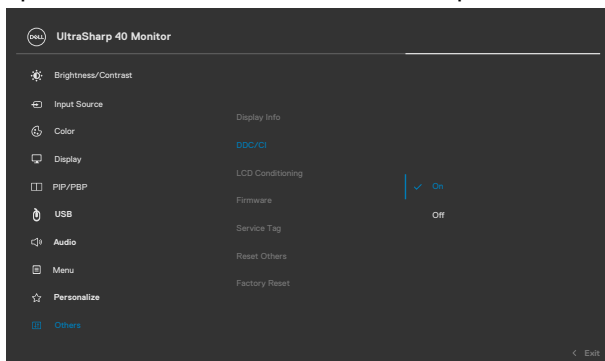 DELL UltraSharp 40 Monitor
Brightness/Contrast
Input Source
Color
Display
PIP/PBP
USB
Audio
Menu
Personalize
Others
Display Info
DDC/CI
LCD Conditioning
Firmware
Service Tag
Reset Others
Factory Reset
On
Off
Exit